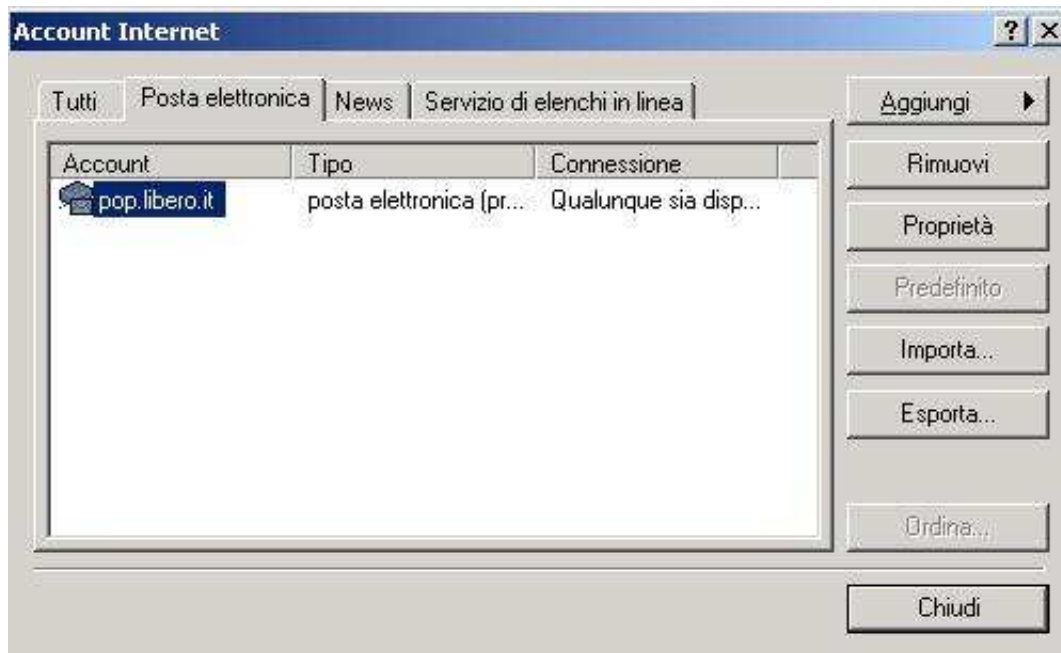 Account Internet
Tutti Posta elettronica News Servizio di elenchi in linea
Account Tipo Connessione
pop.libero.it posta elettronica (pr... Qualunque sia disp...
Aggiungi
Rimuovi
Proprietà
Predefinito
Importa...
Esporta...
Ordina...
Chiudi